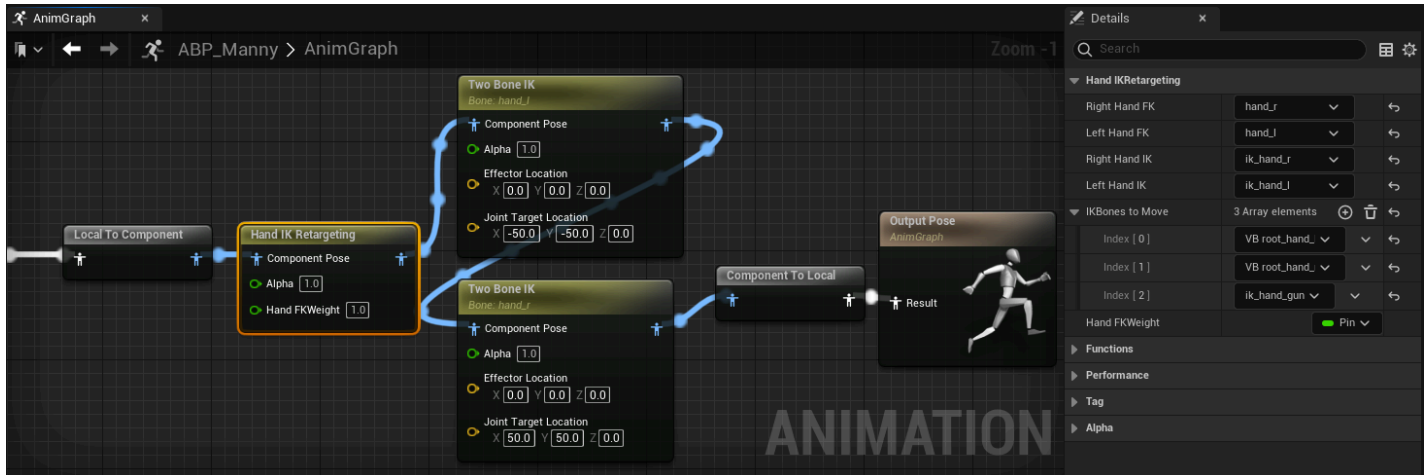 AnimGraph ×
ABP_Manny > AnimGraph
Zoom -1
Two Bone IK
Bone: hand_l
Component Pose
Alpha 1.0
Effector Location
X 0.0 Y 0.0 Z 0.0
Joint Target Location
X -50.0 Y -50.0 Z 0.0
Local To Component
Hand IK Retargeting
Component Pose
Alpha 1.0
Hand FKWeight 1.0
Two Bone IK
Bone: hand_r
Component Pose
Alpha 1.0
Effector Location
X 0.0 Y 0.0 Z 0.0
Joint Target Location
X 50.0 Y 50.0 Z 0.0
Component To Local
Output Pose
AnimGraph
Result
ANIMATION
Details ×
Search
Hand IKRetargeting
Right Hand FK hand_r
Left Hand FK hand_l
Right Hand IK ik_hand_r
Left Hand IK ik_hand_l
IKBones to Move 3 Array elements
Index [ 0 ] VB root_hand_
Index [ 1 ] VB root_hand_
Index [ 2 ] ik_hand_gun
Hand FKWeight Pin
Functions
Performance
Tag
Alpha